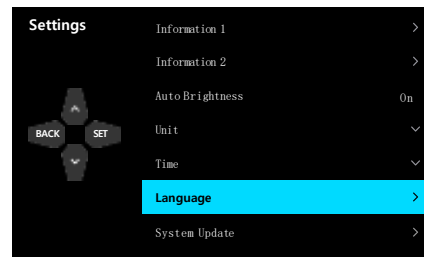 Settings
Information 1
Information 2
Auto Brightness On
BACK SET
Unit
Time
Language
System Update